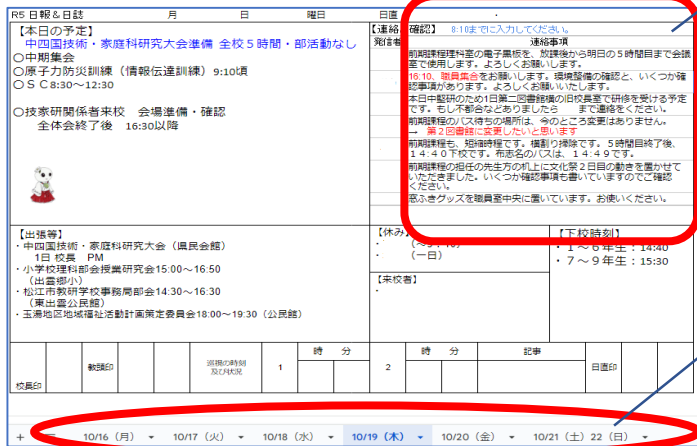 R5 日報＆日誌　　月　　日　　曜日　　日直　　・
【本日の予定】
中四国技術・家庭科研究大会準備 全校５時間・部活動なし
〇中期集会
〇原子力防災訓練（情報伝達訓練）9:10頃
〇ＳＣ8:30～12:30
〇技家研関係者来校　会場準備・確認
全体会終了後　16:30以降
【連絡　確認】 8:10までに入力してください。
発信者　連絡事項
前期課程理科室の電子黒板を、放課後から明日の５時間目まで会議
室で使用します。よろしくお願いします。
16:10、職員集合をお願いします。環境整備の確認と、いくつか確
認事項があります。よろしくお願いいたします。
本日中堅研のため1日第二図書館横の旧校長室で研修を受ける予定
です。もし不都合などありましたら　　まで連絡をください。
前期課程のバス待ちの場所は、今のところ変更はありません。
→ 第２図書館に変更したいと思います
前期課程も、短縮時程です。横割り掃除です。５時間目終了後、
１４:４０下校です。布志名のバスは、１４:４９です。
前期課程の担任の先生方の机上に文化祭２日目の動きを置かせて
いただきました。いくつか確認事項も書いていますのでご確認
ください。
窓ふきグッズを職員室中央に置いています。お使いください。
【出張等】
・中四国技術・家庭科研究大会（県民会館）
1日 校長　PM
・小学校理科部会授業研究会15:00～16:50
（出雲郷小）
・松江市教研学校事務局部会14:30～16:30
（東出雲公民館）
・玉湯地区地域福祉活動計画策定委員会18:00～19:30（公民館）
【休み】
・
・　（一日）
【来校者】
・
【下校時刻】
・１～６年生：14:40
・７～９年生：15:30
校長印　教頭印　巡視の時刻及び状況　1　時　分　2　時　分　記事　日直印
+ 10/16（月） 10/17（火） 10/18（水） 10/19（木） 10/20（金） 10/21（土）22（日）